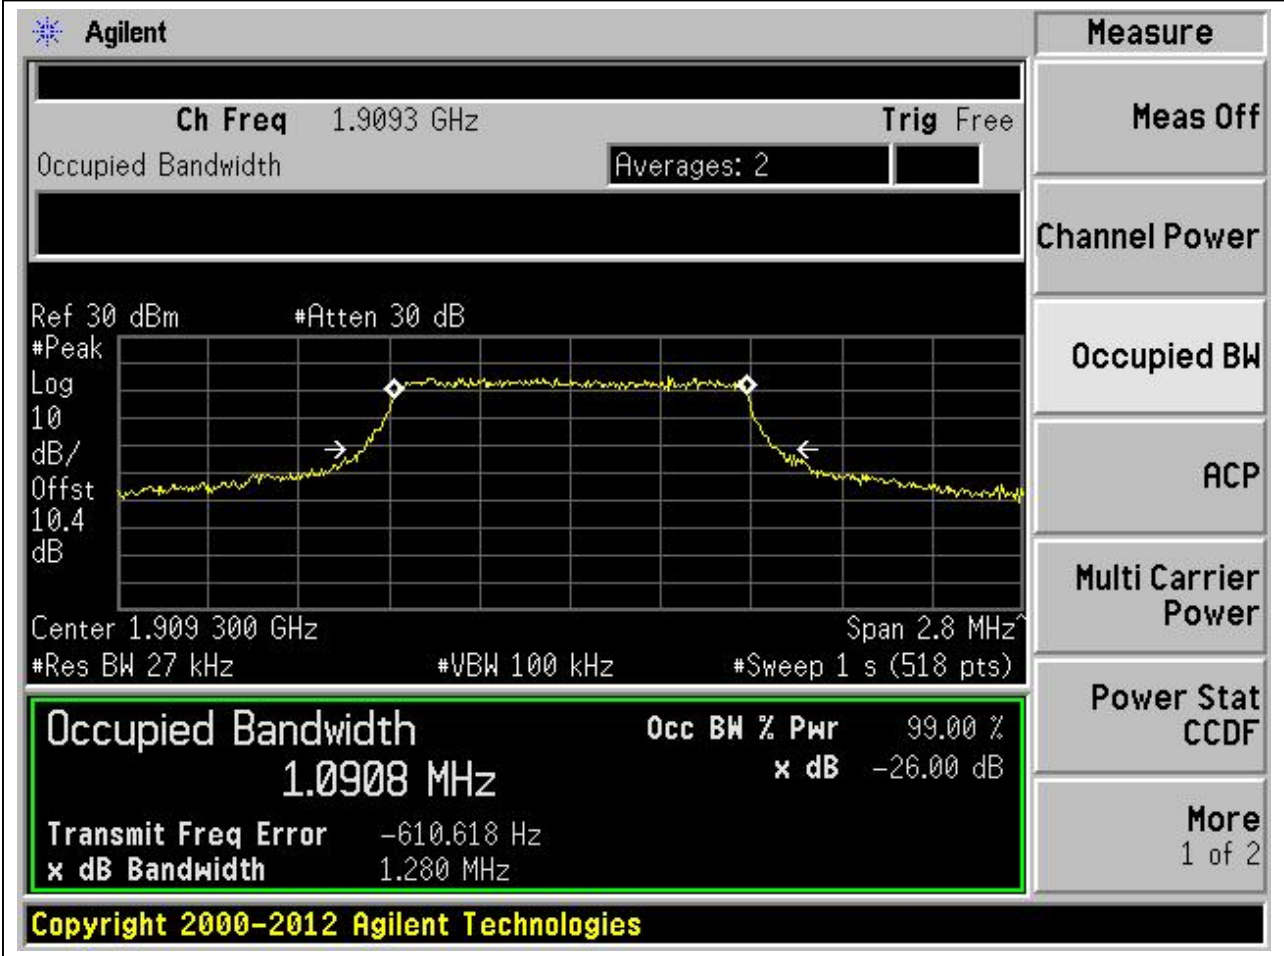 Agilent
Measure
Ch Freq 1.9093 GHz Trig Free
Occupied Bandwidth Averages: 2
Meas Off
Channel Power
Occupied BW
ACP
Multi Carrier
Power
Power Stat
CCDF
More
1 of 2
Ref 30 dBm #Atten 30 dB
#Peak
Log
10
dB/
Offst
10.4
dB
Center 1.909 300 GHz Span 2.8 MHz^
#Res BW 27 kHz #VBW 100 kHz #Sweep 1 s (518 pts)
Occupied Bandwidth Occ BW % Pwr 99.00 %
1.0908 MHz x dB -26.00 dB
Transmit Freq Error -610.618 Hz
x dB Bandwidth 1.280 MHz
Copyright 2000-2012 Agilent Technologies